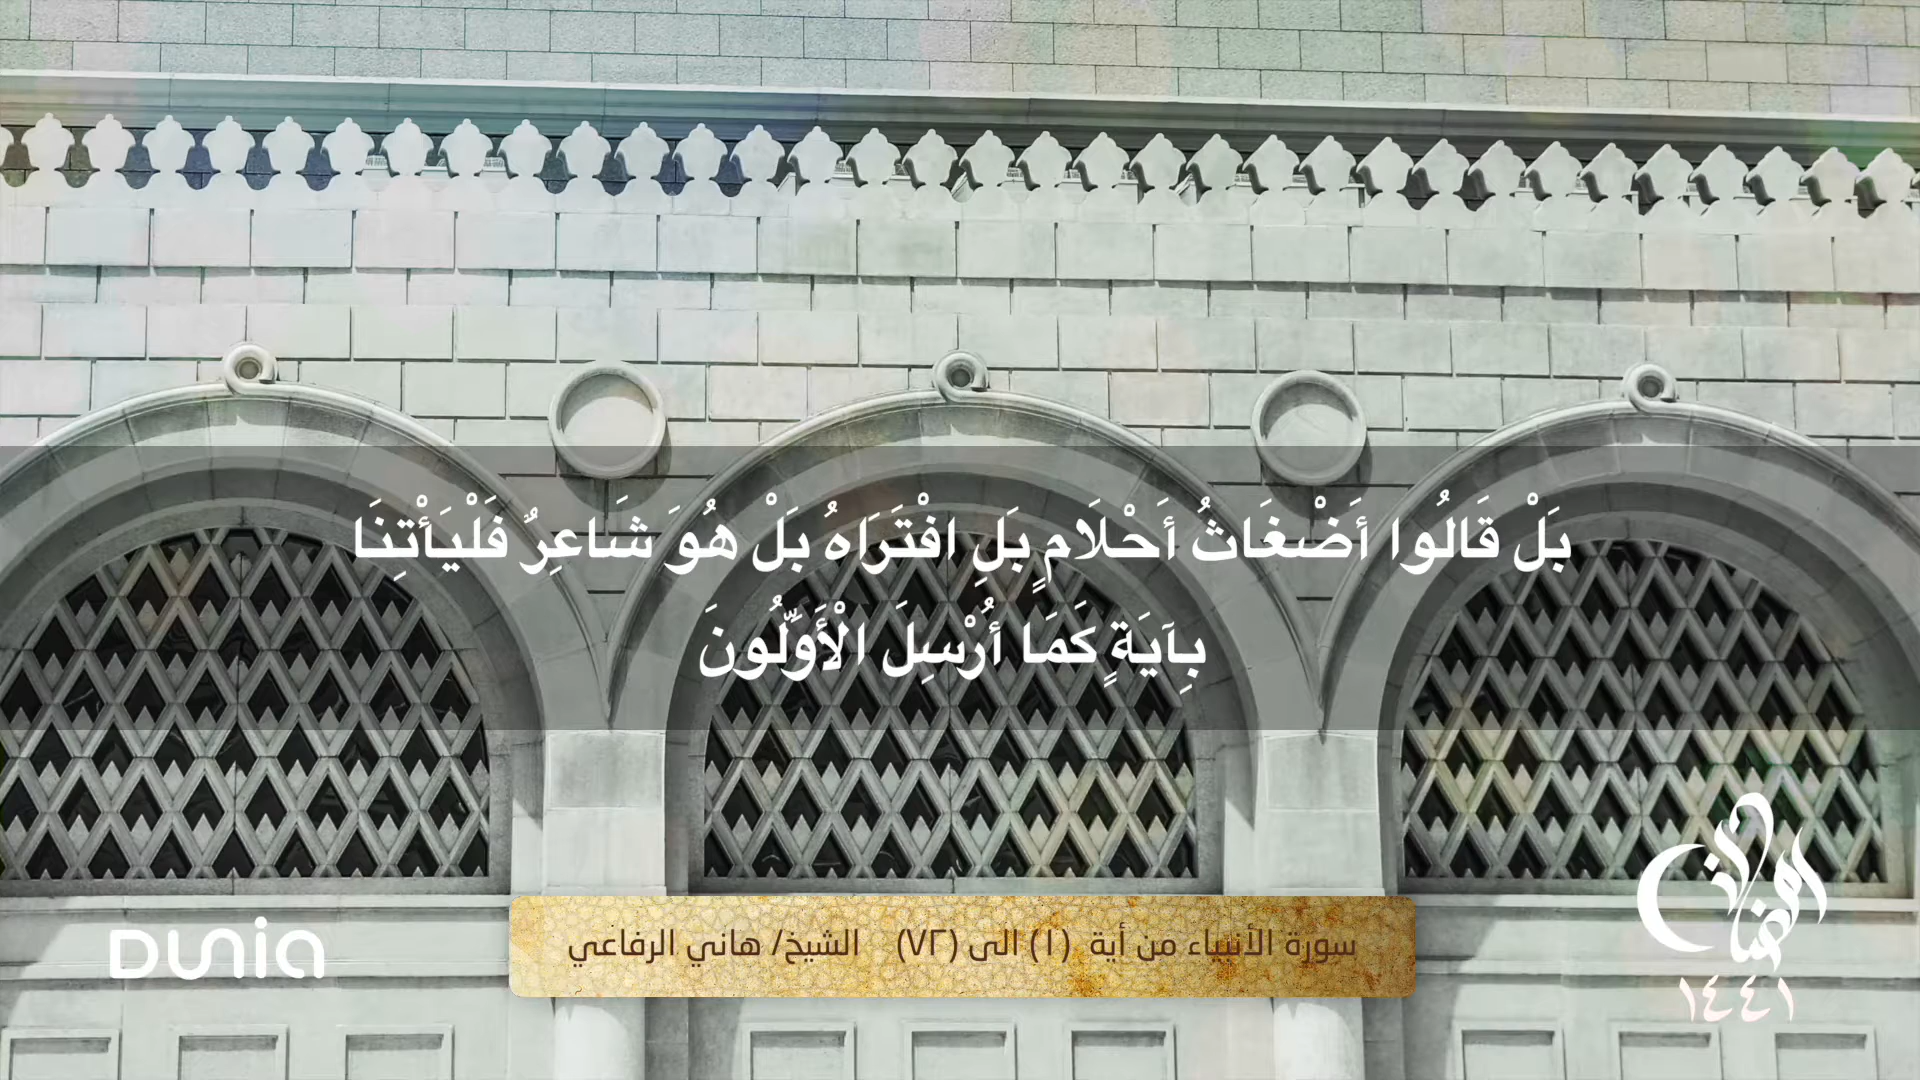 بَلْ قَالُوا أَضْغَاثُ أَحْلَامٍ بَلِ افْتَرَاهُ بَلْ هُوَ شَاعِرٌ فَلْيَأْتِنَا
بِآيَةٍ كَمَا أُرْسِلَ الْأَوَّلُونَ
سورة الأنبياء من أية (١) الى (٧٢) الشيخ/ هاني الرفاعي
DUNIA
رمضان
١٤٤١